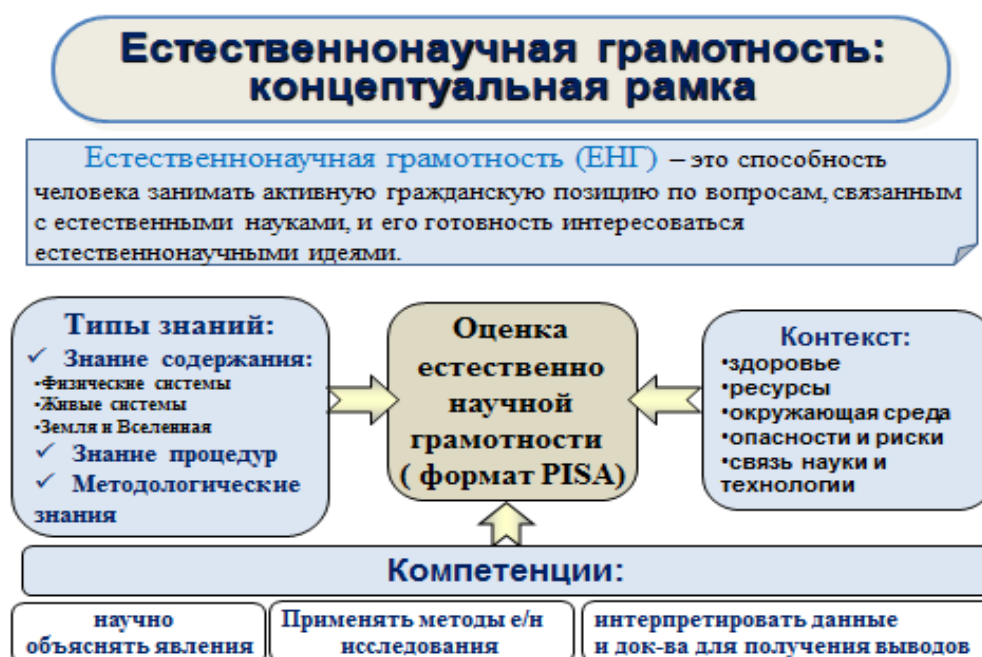 Естественнонаучная грамотность:
концептуальная рамка
Естественнонаучная грамотность (ЕНГ) – это способность
человека занимать активную гражданскую позицию по вопросам, связанным
с естественными науками, и его готовность интересоваться
естественнонаучными идеями.
Типы знаний:
✓ Знание содержания:
•Физические системы
•Живые системы
•Земля и Вселенная
✓ Знание процедур
✓ Методологические
знания
Оценка
естественно
научной
грамотности
( формат PISA)
Контекст:
•здоровье
•ресурсы
•окружающая среда
•опасности и риски
•связь науки и
технологии
Компетенции:
научно
объяснять явления
Применять методы е/н
исследования
интерпретировать данные
и док-ва для получения выводов